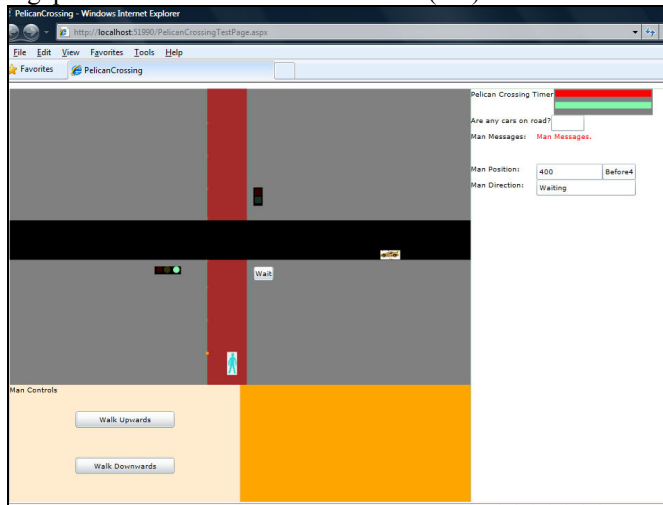 PelicanCrossing - Windows Internet Explorer
http://localhost:51990/PelicanCrossingTestPage.aspx
File Edit View Favorites Tools Help
Favorites PelicanCrossing
Pelican Crossing Timer
Are any cars on road?
Man Messages: Man Messages.
Man Position: 400 Before4
Man Direction: Waiting
Wait
Man Controls
Walk Upwards
Walk Downwards